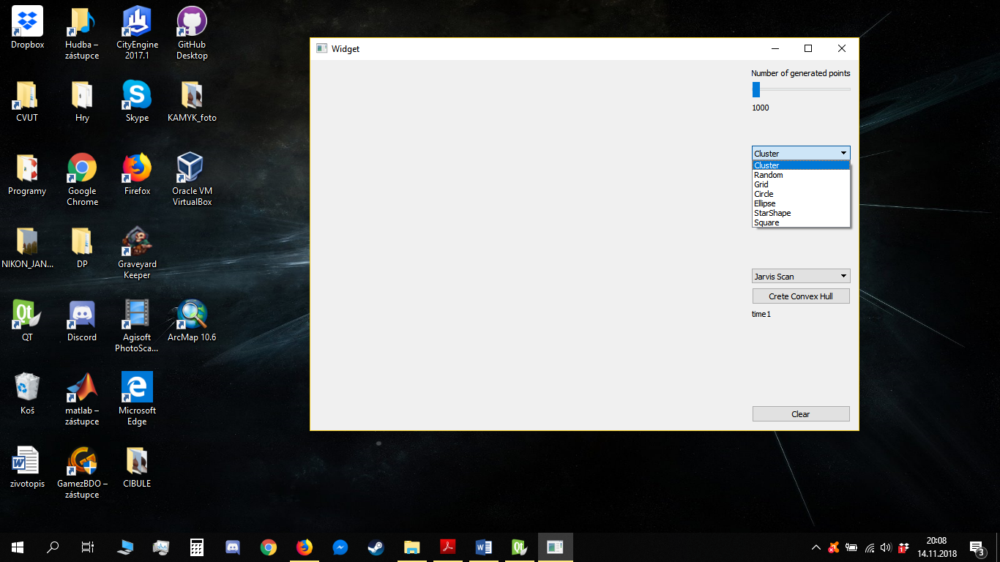 Dropbox
Hudba –
zástupce
CityEngine
2017.1
GitHub
Desktop
CVUT
Hry
Skype
KAMYK_foto
Programy
Google
Chrome
Firefox
Oracle VM
VirtualBox
NIKON_JAN...
DP
Graveyard
Keeper
QT
Discord
Agisoft
PhotoSca...
ArcMap 10.6
Koš
matlab –
zástupce
Microsoft
Edge
zivotopis
GamezBDO –
zástupce
CIBULE
Widget
Number of generated points
1000
Cluster
Cluster
Random
Grid
Circle
Ellipse
StarShape
Square
Jarvis Scan
Crete Convex Hull
time1
Clear
20:08
14.11.2018
3